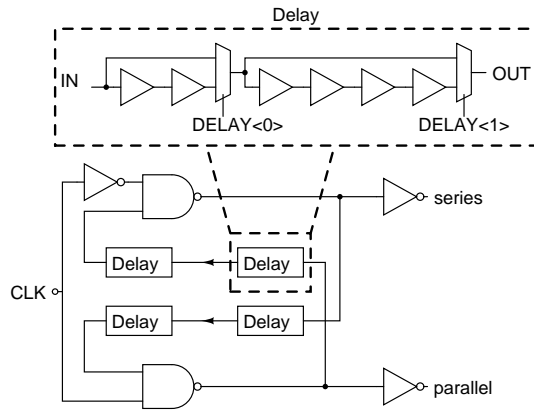 Delay
IN
OUT
DELAY<0>
DELAY<1>
series
Delay
Delay
CLK
Delay
Delay
parallel